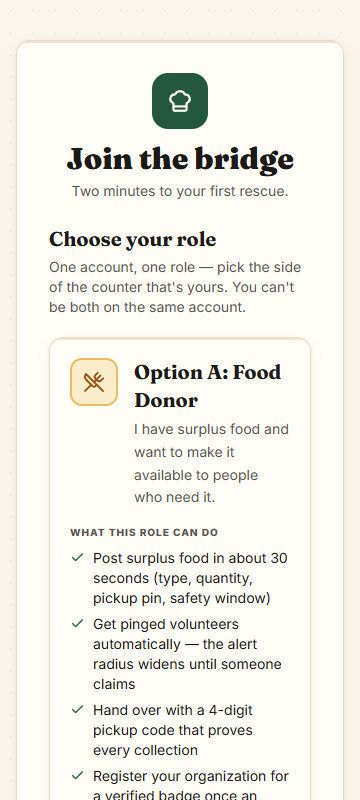 Join the bridge
Two minutes to your first rescue.
Choose your role
One account, one role — pick the side
of the counter that's yours. You can't
be both on the same account.
Option A: Food
Donor
I have surplus food and
want to make it
available to people
who need it.
WHAT THIS ROLE CAN DO
Post surplus food in about 30
seconds (type, quantity,
pickup pin, safety window)
Get pinged volunteers
automatically — the alert
radius widens until someone
claims
Hand over with a 4-digit
pickup code that proves
every collection
Register your organization for
a verified badge once an